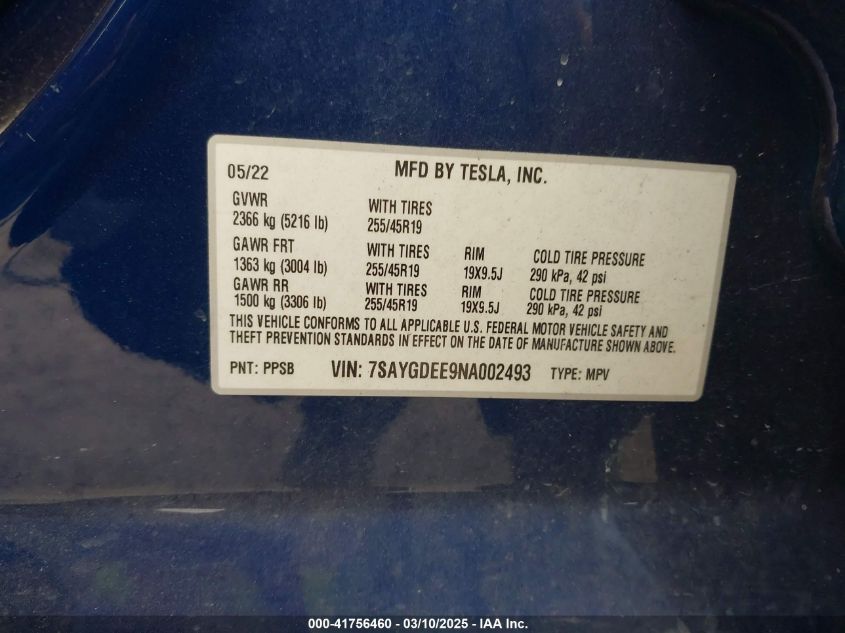 05/22 MFD BY TESLA, INC.
GVWR
2366 kg (5216 lb) WITH TIRES
255/45R19
GAWR FRT WITH TIRES RIM COLD TIRE PRESSURE
1363 kg (3004 lb) 255/45R19 19X9.5J 290 kPa, 42 psi
GAWR RR WITH TIRES RIM COLD TIRE PRESSURE
1500 kg (3306 lb) 255/45R19 19X9.5J 290 kPa, 42 psi
THIS VEHICLE CONFORMS TO ALL APPLICABLE U.S. FEDERAL MOTOR VEHICLE SAFETY AND
THEFT PREVENTION STANDARDS IN EFFECT ON THE DATE OF MANUFACTURE SHOWN ABOVE.
PNT: PPSB VIN: 7SAYGDEE9NA002493 TYPE: MPV
000-41756460 - 03/10/2025 - IAA Inc.